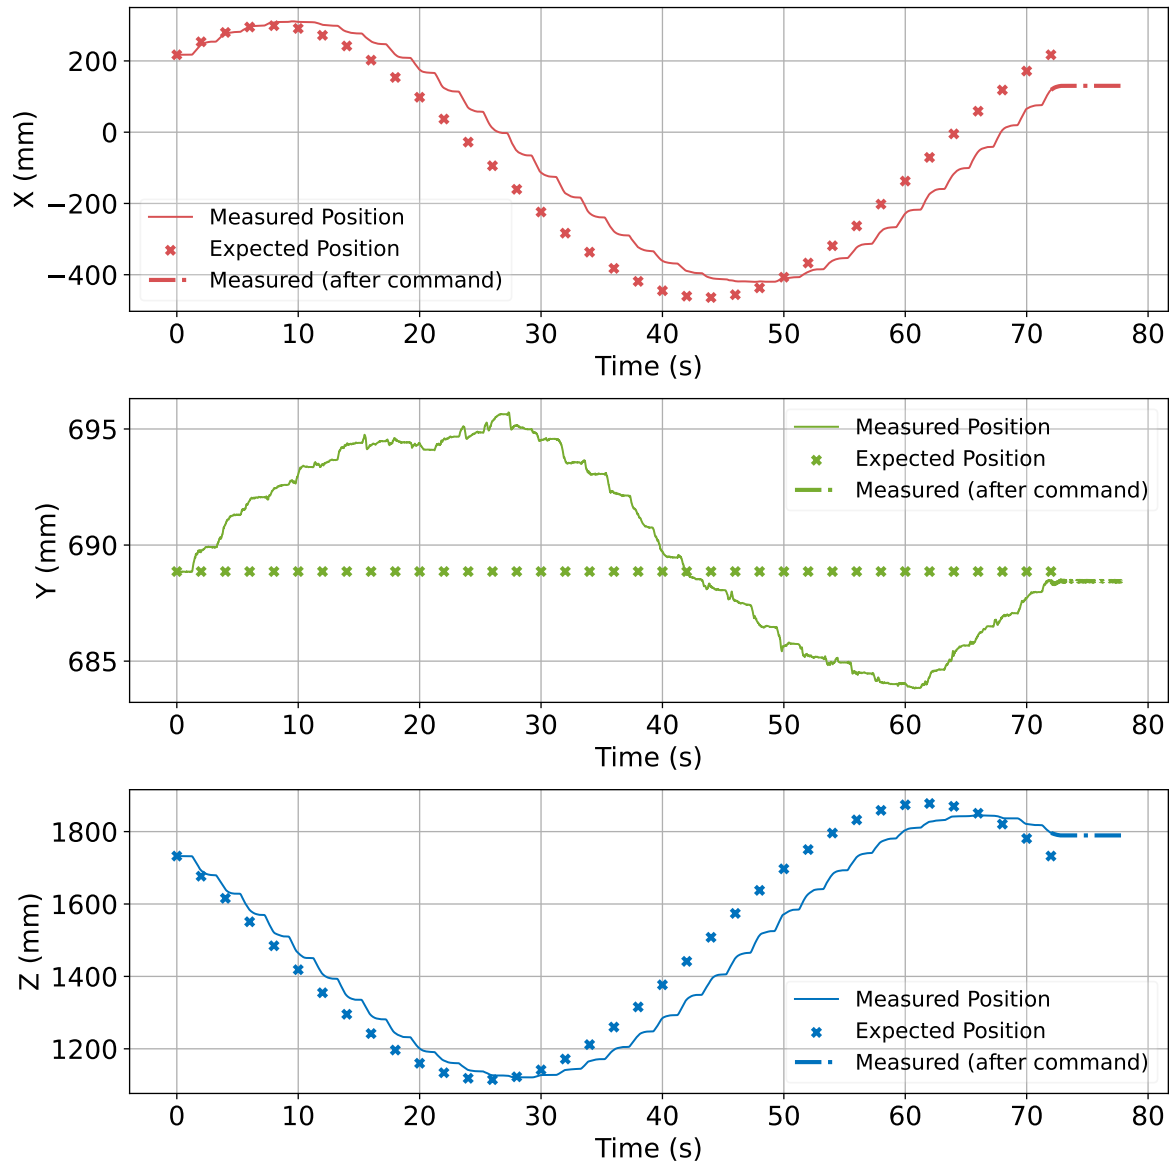 200
0
−200
−400
X (mm)
Measured Position
Expected Position
Measured (after command)
0 10 20 30 40 50 60 70 80
Time (s)
695
690
685
Y (mm)
Measured Position
Expected Position
Measured (after command)
0 10 20 30 40 50 60 70 80
Time (s)
1800
1600
1400
1200
Z (mm)
Measured Position
Expected Position
Measured (after command)
0 10 20 30 40 50 60 70 80
Time (s)